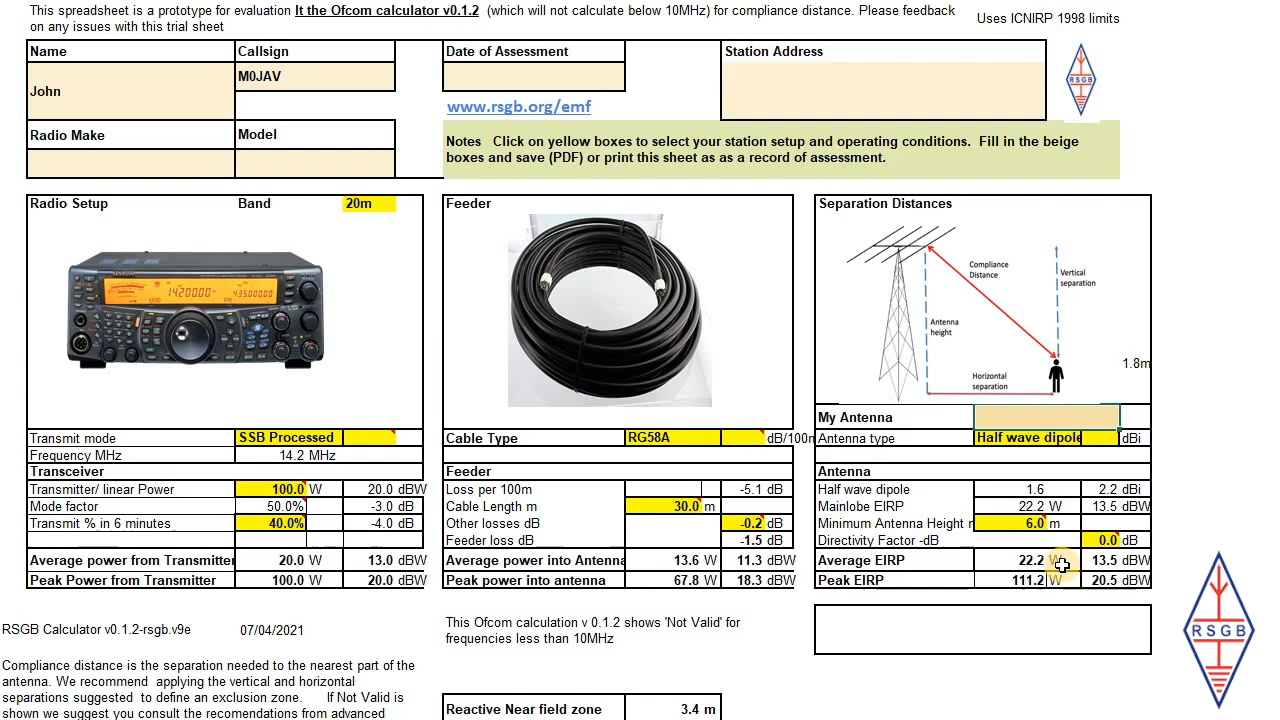 This spreadsheet is a prototype for evaluation It the Ofcom calculator v0.1.2 (which will not calculate below 10MHz) for compliance distance. Please feedback
on any issues with this trial sheet
Uses ICNIRP 1998 limits
Name Callsign Date of Assessment Station Address
John M0JAV
www.rsgb.org/emf
RSGB
Radio Make Model
Notes Click on yellow boxes to select your station setup and operating conditions. Fill in the beige
boxes and save (PDF) or print this sheet as as a record of assessment.
Radio Setup Band 20m
14200.00 435.00000
USB FM
Transmit mode SSB Processed
Frequency MHz 14.2 MHz
Transceiver
Transmitter/ linear Power 100.0 W 20.0 dBW
Mode factor 50.0% -3.0 dB
Transmit % in 6 minutes 40.0% -4.0 dB
Average power from Transmitter 20.0 W 13.0 dBW
Peak Power from Transmitter 100.0 W 20.0 dBW
Feeder
Cable Type RG58A dB/100m
Feeder
Loss per 100m -5.1 dB
Cable Length m 30.0 m
Other losses dB -0.2 dB
Feeder loss dB -1.5 dB
Average power into Antenna 13.6 W 11.3 dBW
Peak power into antenna 67.8 W 18.3 dBW
Separation Distances
Compliance
Distance
Vertical
separation
Antenna
height
Horizontal
separation
1.8m
My Antenna
Antenna type Half wave dipole dBi
Antenna
Half wave dipole 1.6 2.2 dBi
Mainlobe EIRP 22.2 W 13.5 dBW
Minimum Antenna Height 6.0 m
Directivity Factor -dB 0.0 dB
Average EIRP 22.2 W 13.5 dBW
Peak EIRP 111.2 W 20.5 dBW
RSGB Calculator v0.1.2-rsgb.v9e 07/04/2021
This Ofcom calculation v 0.1.2 shows 'Not Valid' for
frequencies less than 10MHz
RSGB
Compliance distance is the separation needed to the nearest part of the
antenna. We recommend applying the vertical and horizontal
separations suggested to define an exclusion zone. If Not Valid is
shown we suggest you consult the recomendations from advanced
Reactive Near field zone 3.4 m